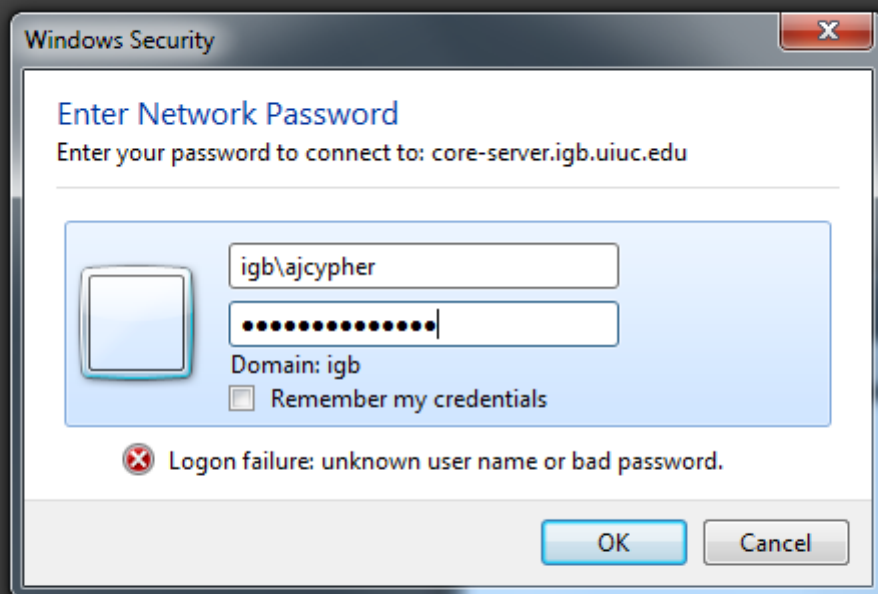 Windows Security
Enter Network Password
Enter your password to connect to: core-server.igb.uiuc.edu
igb\ajcypher
●●●●●●●●●●●●●●
Domain: igb
Remember my credentials
Logon failure: unknown user name or bad password.
OK Cancel